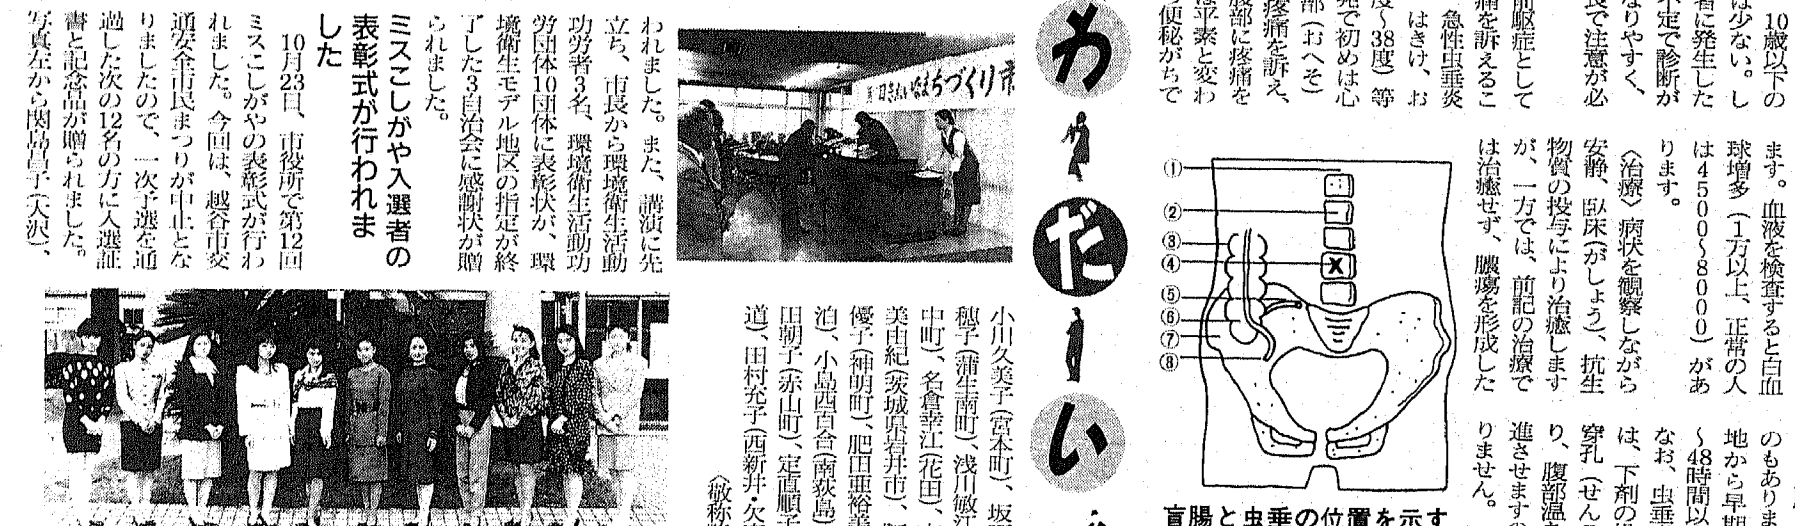 10歳以下の
は少ない。し
者に発生した
不定で診断が
なりやすく、
長で注意が必
前駆症として
痛を訴えるこ
急性虫垂炎
はきけ、お
度〜38度）等
発で初めは心
部（おへそ）
疼痛を訴え、
腹部に疼痛を
は平素と変わ
便秘がちで
ます。血液を検査すると白血
球増多（1万以上、正常の人
は4500〜8000）があ
ります。
〈治療〉病状を観察しながら
安静、臥床（がしょう）、抗生
物質の投与により治癒します
が、一方では、前記の治療で
は治癒せず、膿瘍を形成した
のもありま
地から早期
〜48時間以
なお、虫垂
は、下剤の
穿孔（せん
り、腹部温
進させますの
りません。
①
②
③
④
⑤
⑥
⑦
⑧
X
盲腸と虫垂の位置を示す
わ
だ
い
まちづくり市
われました。また、講演に先
立ち、市長から環境衛生活動
功労者3名、環境衛生活動功
労団体10団体に表彰状が、環
境衛生モデル地区の指定が終
了した3自治会に感謝状が贈
られました。
ミスこしがや入選者の
表彰式が行われま
した
10月23日、市役所で第12回
ミスこしがやの表彰式が行わ
れました。今回は、越谷市交
通安全市民まつりが中止とな
りましたので、一次予選を通
過した次の12名の方に入選証
書と記念品が贈られました。
写真左から関島昌子（大沢）、
小川久美子（宮本町）、坂
穂子（蒲生南町）、浅川敏江
中町）、名倉幸江（花田）、
美由紀（茨城県岩井市）、
優子（神明町）、肥田亜裕美
泊）、小島西百合（南荻島）
田朝子（赤山町）、定直順子
道）、田村充子（西新井・欠
〈敬称